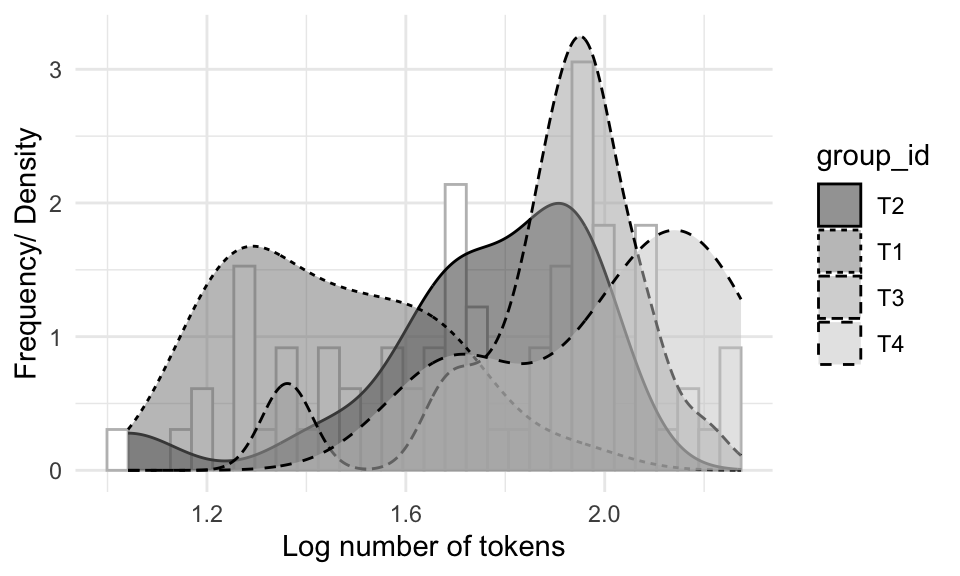 Frequency/ Density
3
2
1
0
1.2
1.6
2.0
Log number of tokens
group_id
T2
T1
T3
T4